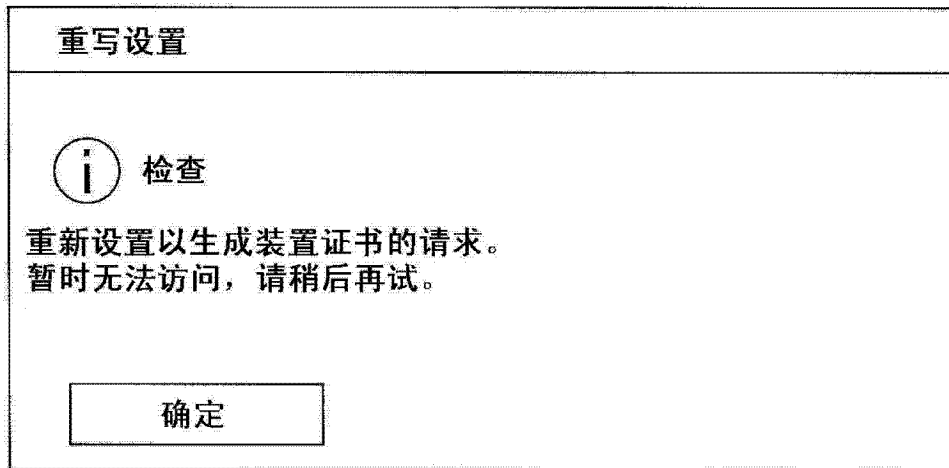 重写设置
i 检查
重新设置以生成装置证书的请求。
暂时无法访问，请稍后再试。
确定